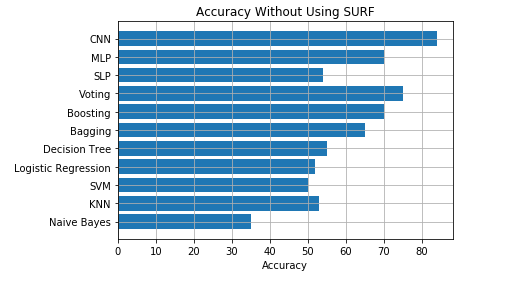 Accuracy Without Using SURF
CNN
MLP
SLP
Voting
Boosting
Bagging
Decision Tree
Logistic Regression
SVM
KNN
Naive Bayes
0 10 20 30 40 50 60 70 80
Accuracy